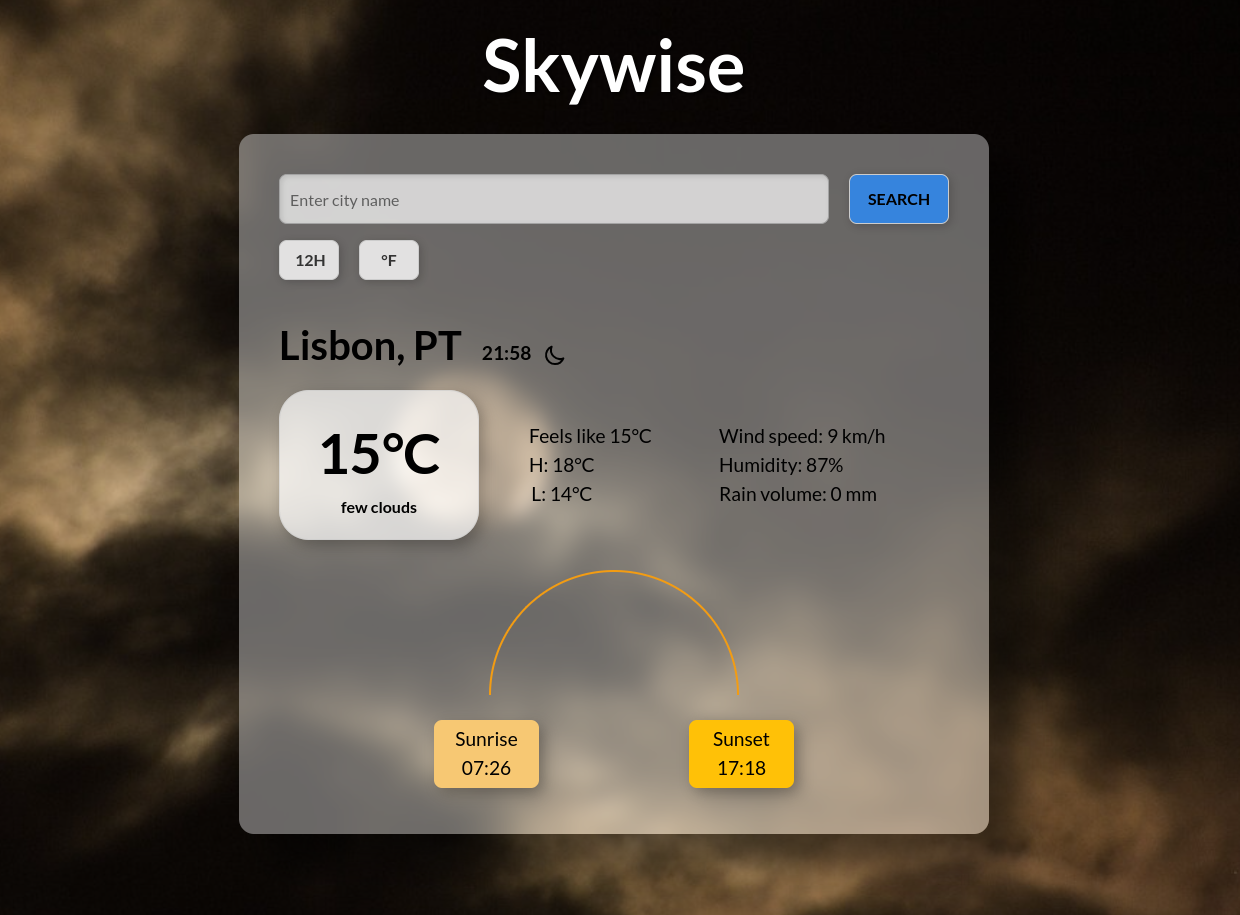 Skywise
Enter city name
SEARCH
12H
°F
Lisbon, PT
21:58
15°C
few clouds
Feels like 15°C
H: 18°C
L: 14°C
Wind speed: 9 km/h
Humidity: 87%
Rain volume: 0 mm
Sunrise
07:26
Sunset
17:18